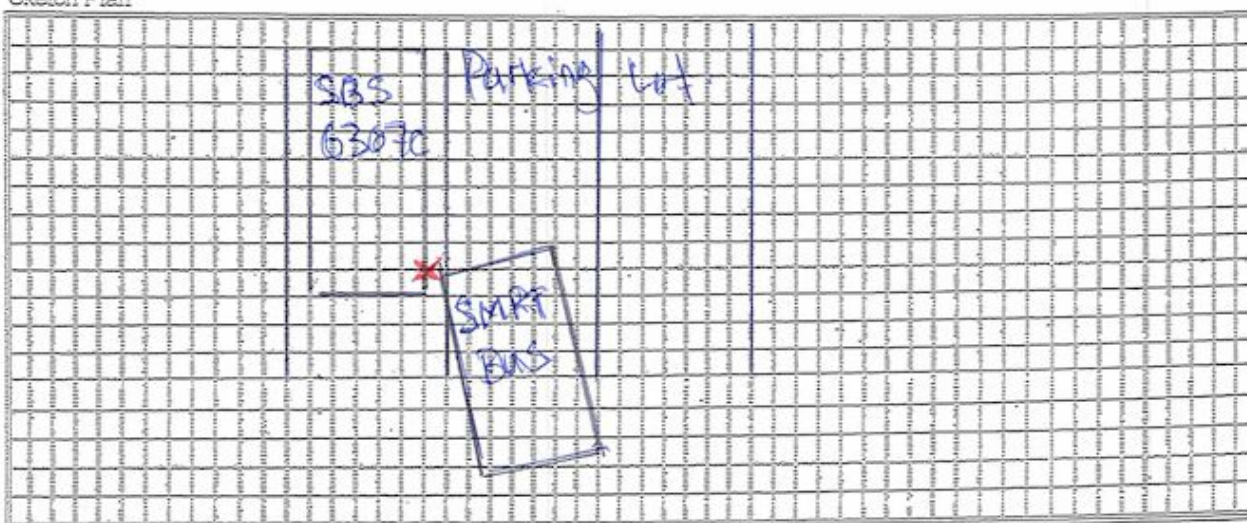 Sketch Plan
SBS
6307C
Parking Lot
SMRT
BUS